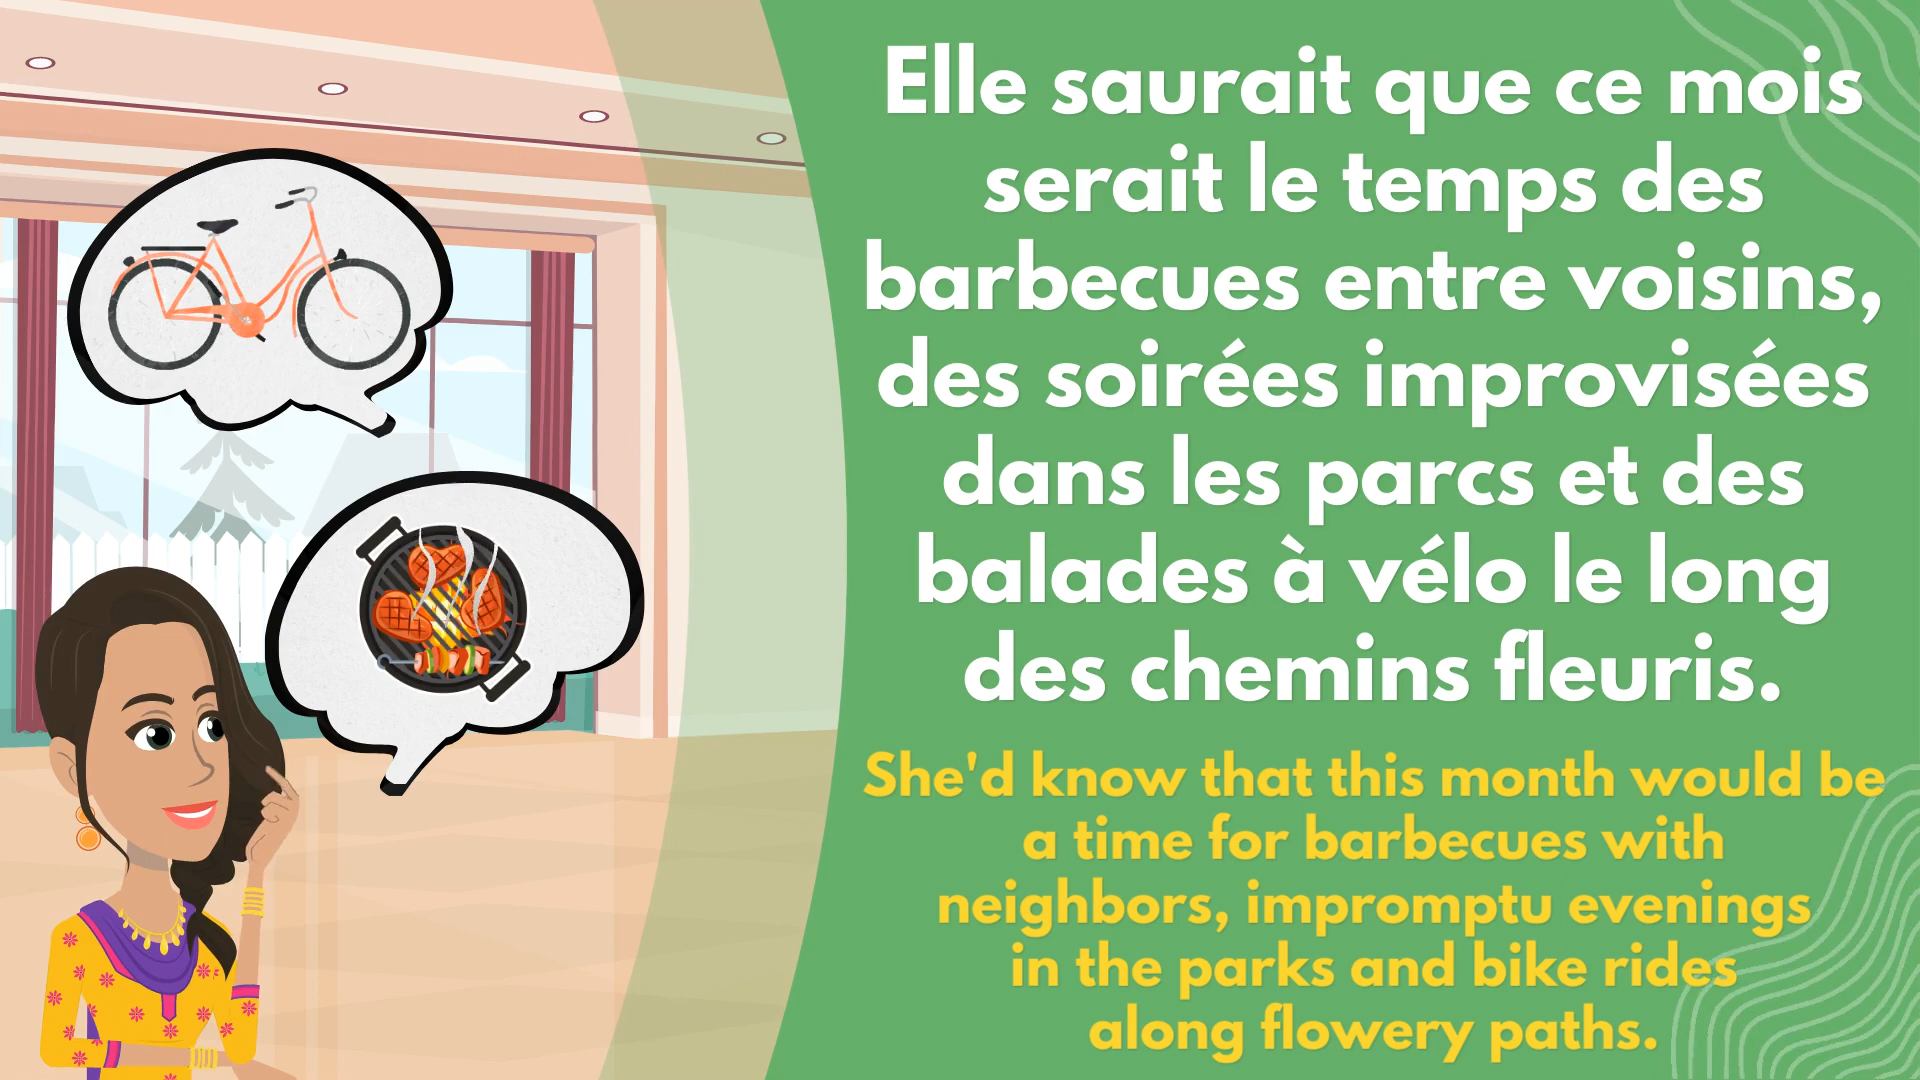 Elle saurait que ce mois
serait le temps des
barbecues entre voisins,
des soirées improvisées
dans les parcs et des
balades à vélo le long
des chemins fleuris.
She'd know that this month would be
a time for barbecues with
neighbors, impromptu evenings
in the parks and bike rides
along flowery paths.